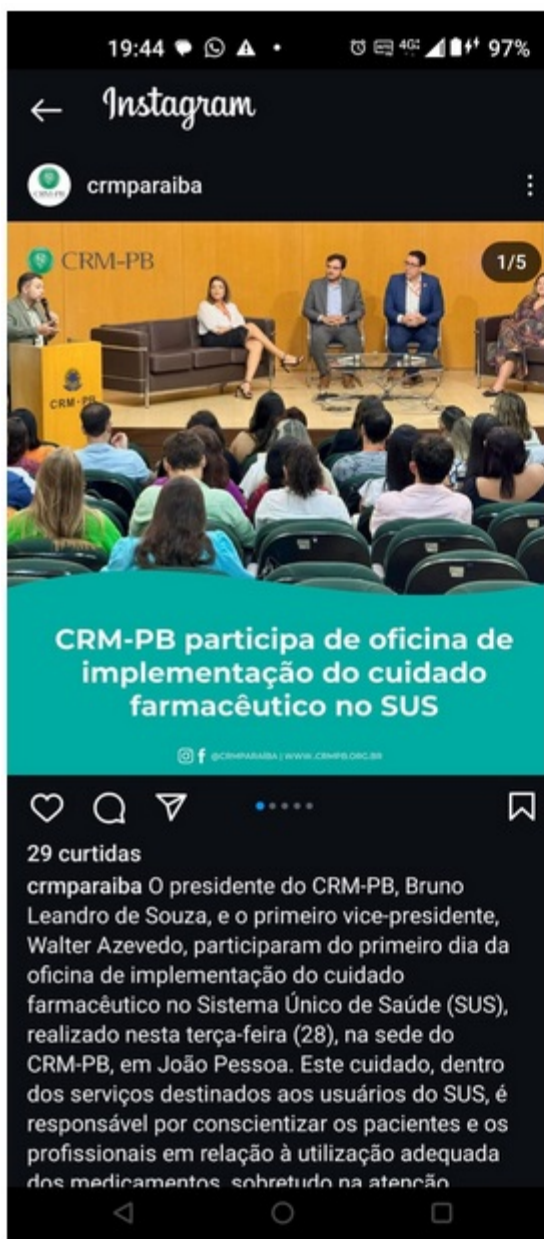 19:44
4G 97%
Instagram
crmparaiba
CRM-PB
1/5
CRM-PB
CRM-PB participa de oficina de
implementação do cuidado
farmacêutico no SUS
@CRMPARAÍBA | WWW.CRMPB.ORG.BR
29 curtidas
crmparaiba O presidente do CRM-PB, Bruno
Leandro de Souza, e o primeiro vice-presidente,
Walter Azevedo, participaram do primeiro dia da
oficina de implementação do cuidado
farmacêutico no Sistema Único de Saúde (SUS),
realizado nesta terça-feira (28), na sede do
CRM-PB, em João Pessoa. Este cuidado, dentro
dos serviços destinados aos usuários do SUS, é
responsável por conscientizar os pacientes e os
profissionais em relação à utilização adequada
dos medicamentos, sobretudo na atenção